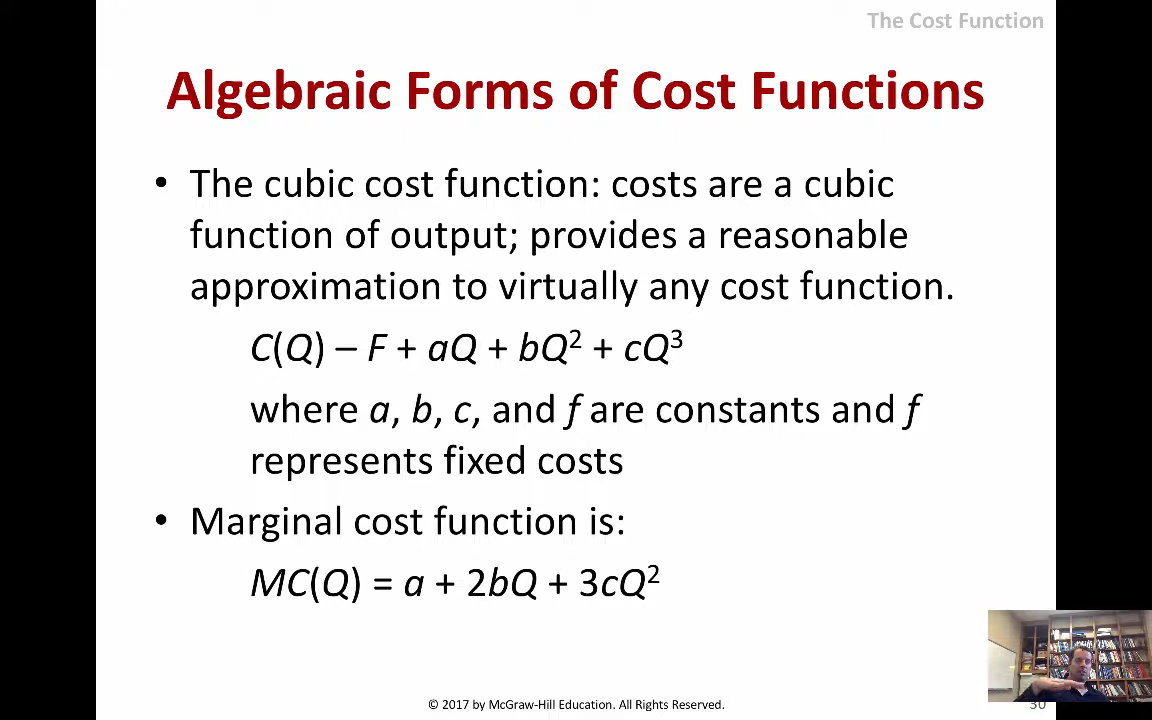 The Cost Function
Algebraic Forms of Cost Functions
• The cubic cost function: costs are a cubic
function of output; provides a reasonable
approximation to virtually any cost function.
C(Q) – F + aQ + bQ² + cQ³
where a, b, c, and f are constants and f
represents fixed costs
• Marginal cost function is:
MC(Q) = a + 2bQ + 3cQ²
© 2017 by McGraw-Hill Education. All Rights Reserved.
30